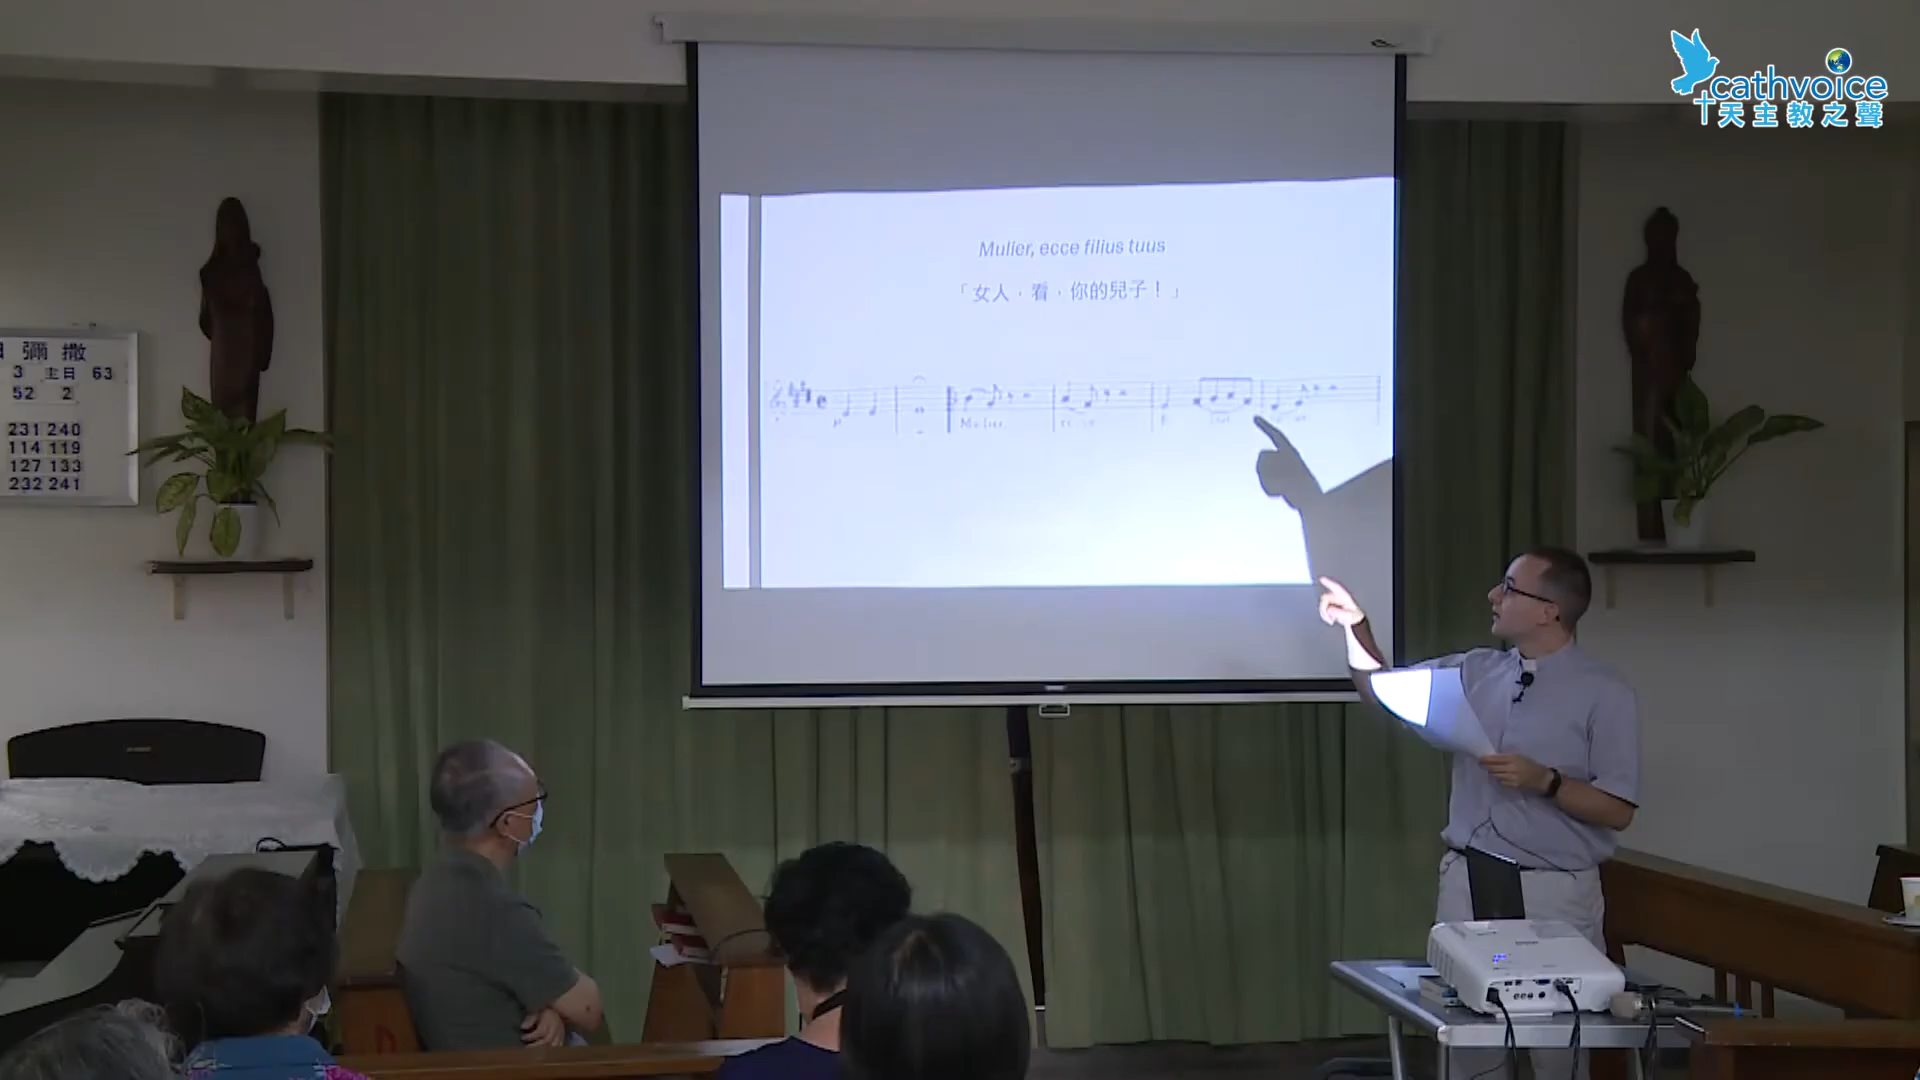 cathvoice
天主教之聲
Mulier, ecce filius tuus
「女人，看，你的兒子！」
彌撒
3 主日 63
52 2
231 240
114 119
127 133
232 241